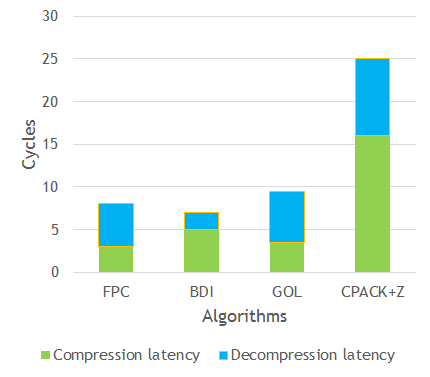 30
25
20
15
10
5
0
Cycles
FPC BDI GOL CPACK+Z
Algorithms
Compression latency Decompression latency